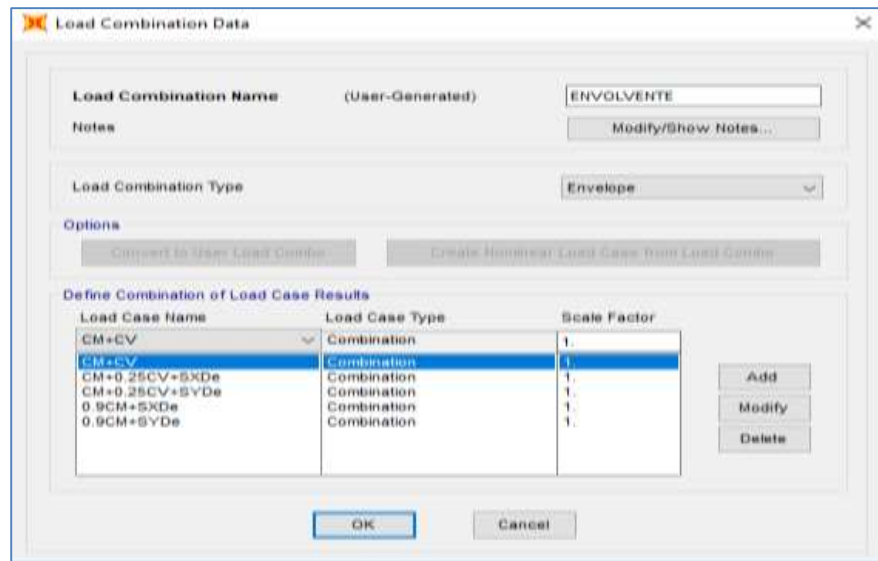 Load Combination Data
Load Combination Name (User-Generated) ENVOLVENTE
Notes Modify/Show Notes...
Load Combination Type Envelope
Options
Convert to User Load Combo Create Nonlinear Load Case from Load Combo
Define Combination of Load Case Results
Load Case Name Load Case Type Scale Factor
CM+CV Combination 1.
CM+CV Combination 1.
CM+0.25CV+SXDe Combination 1.
CM+0.25CV+SYDe Combination 1.
0.9CM+SXDe Combination 1.
0.9CM+SYDe Combination 1.
Add
Modify
Delete
OK Cancel